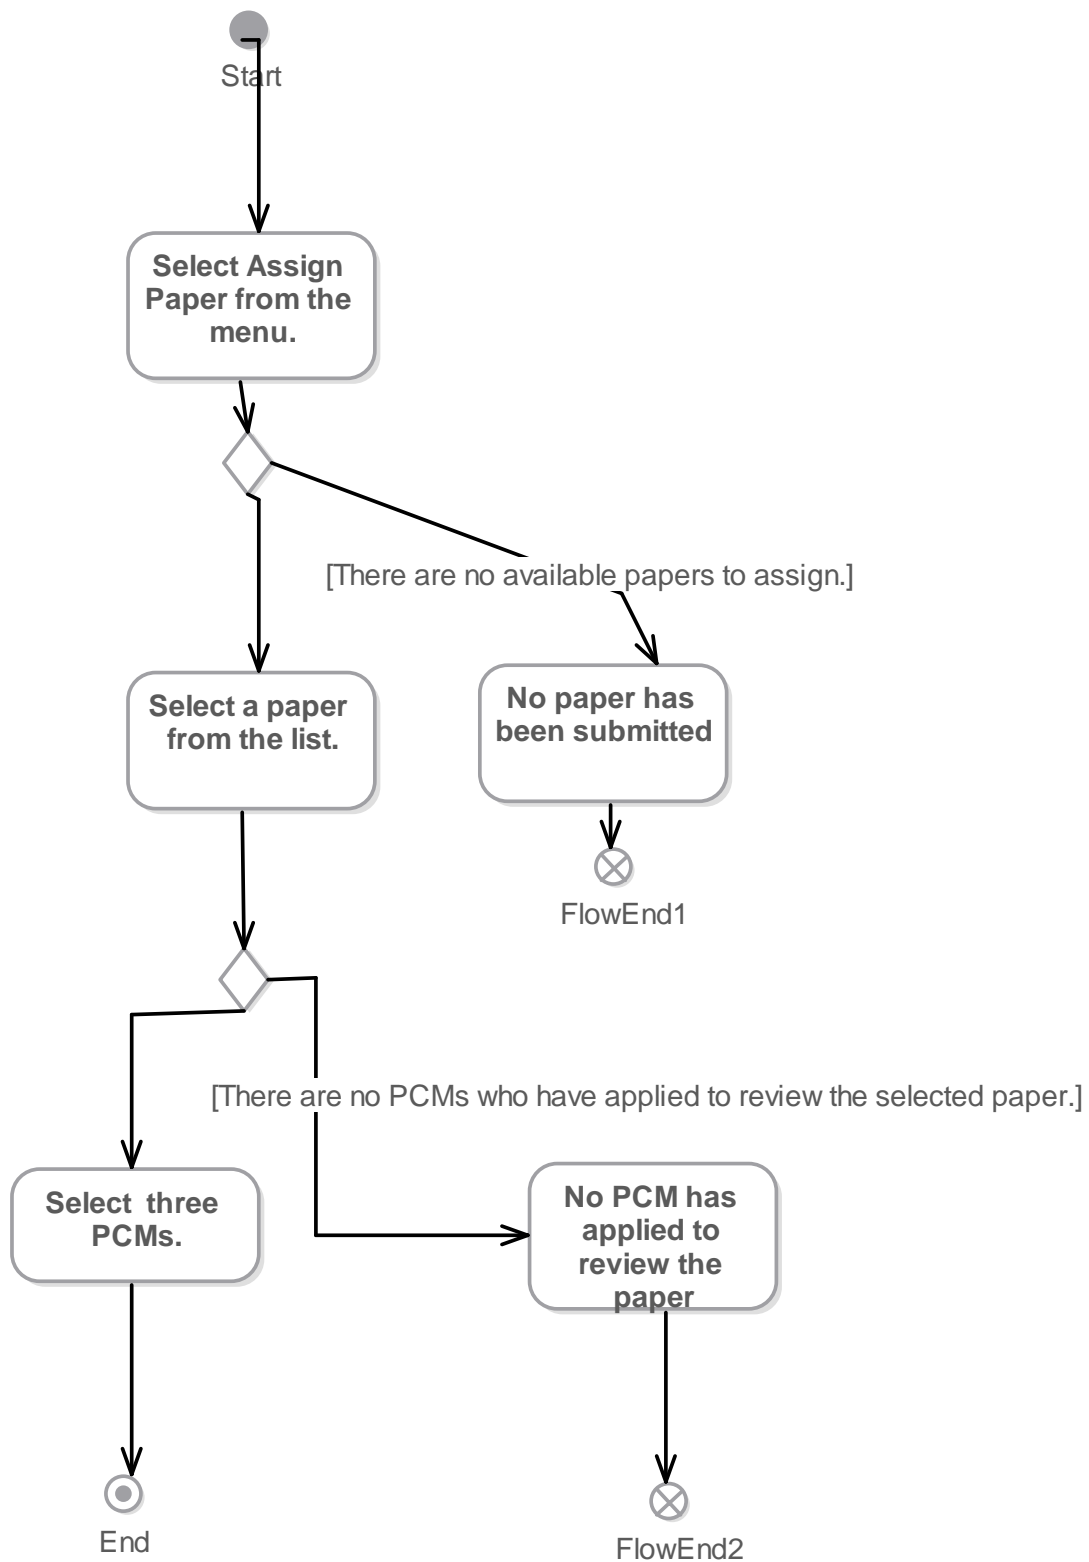 Start
Select Assign
Paper from the
menu.
[There are no available papers to assign.]
Select a paper
from the list.
No paper has
been submitted
FlowEnd1
[There are no PCMs who have applied to review the selected paper.]
Select  three
PCMs.
No PCM has
applied to
review the
paper
End
FlowEnd2